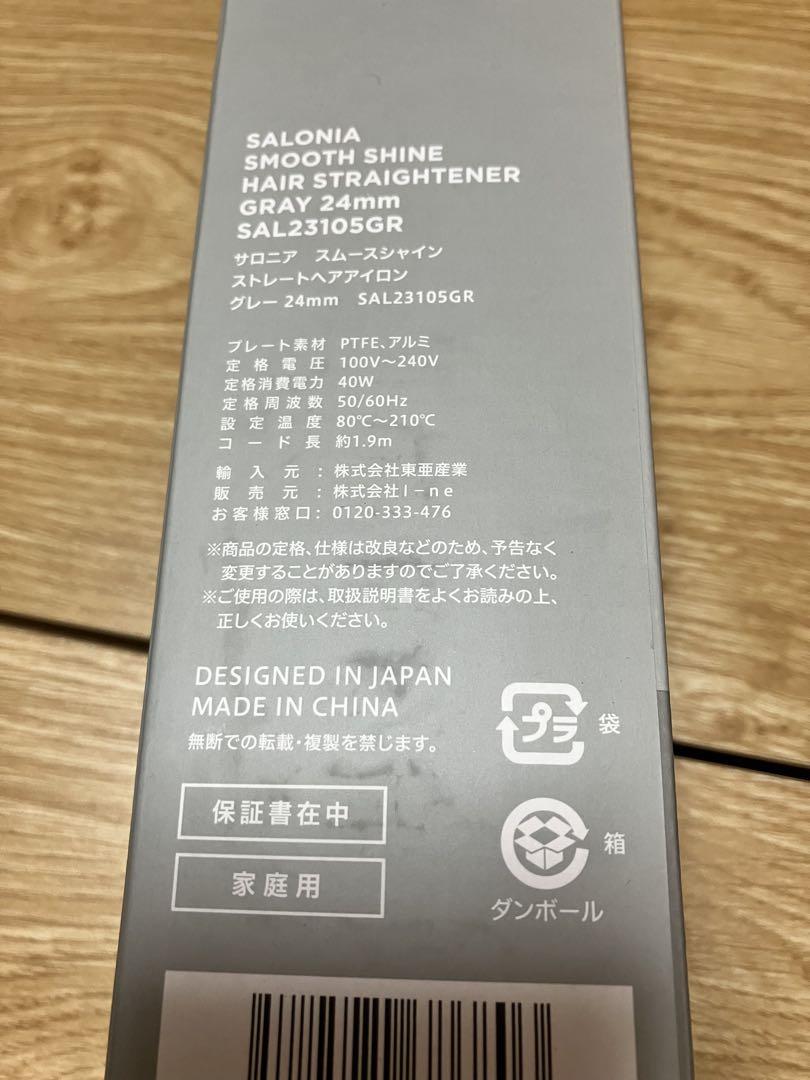 SALONIA
SMOOTH SHINE
HAIR STRAIGHTENER
GRAY 24mm
SAL23105GR
サロニア スムースシャイン
ストレートヘアアイロン
グレー 24mm SAL23105GR
プレート素材 PTFE、アルミ
定格電圧 100V〜240V
定格消費電力 40W
定格周波数 50/60Hz
設定温度 80℃〜210℃
コード長 約1.9m
輸入元:株式会社東亜産業
販売元:株式会社I-ne
お客様窓口:0120-333-476
※商品の定格、仕様は改良などのため、予告なく
変更することがありますのでご了承ください。
※ご使用の際は、取扱説明書をよくお読みの上、
正しくお使いください。
DESIGNED IN JAPAN
MADE IN CHINA
無断での転載・複製を禁じます。
プラ 袋
保証書在中
箱
家庭用
ダンボール